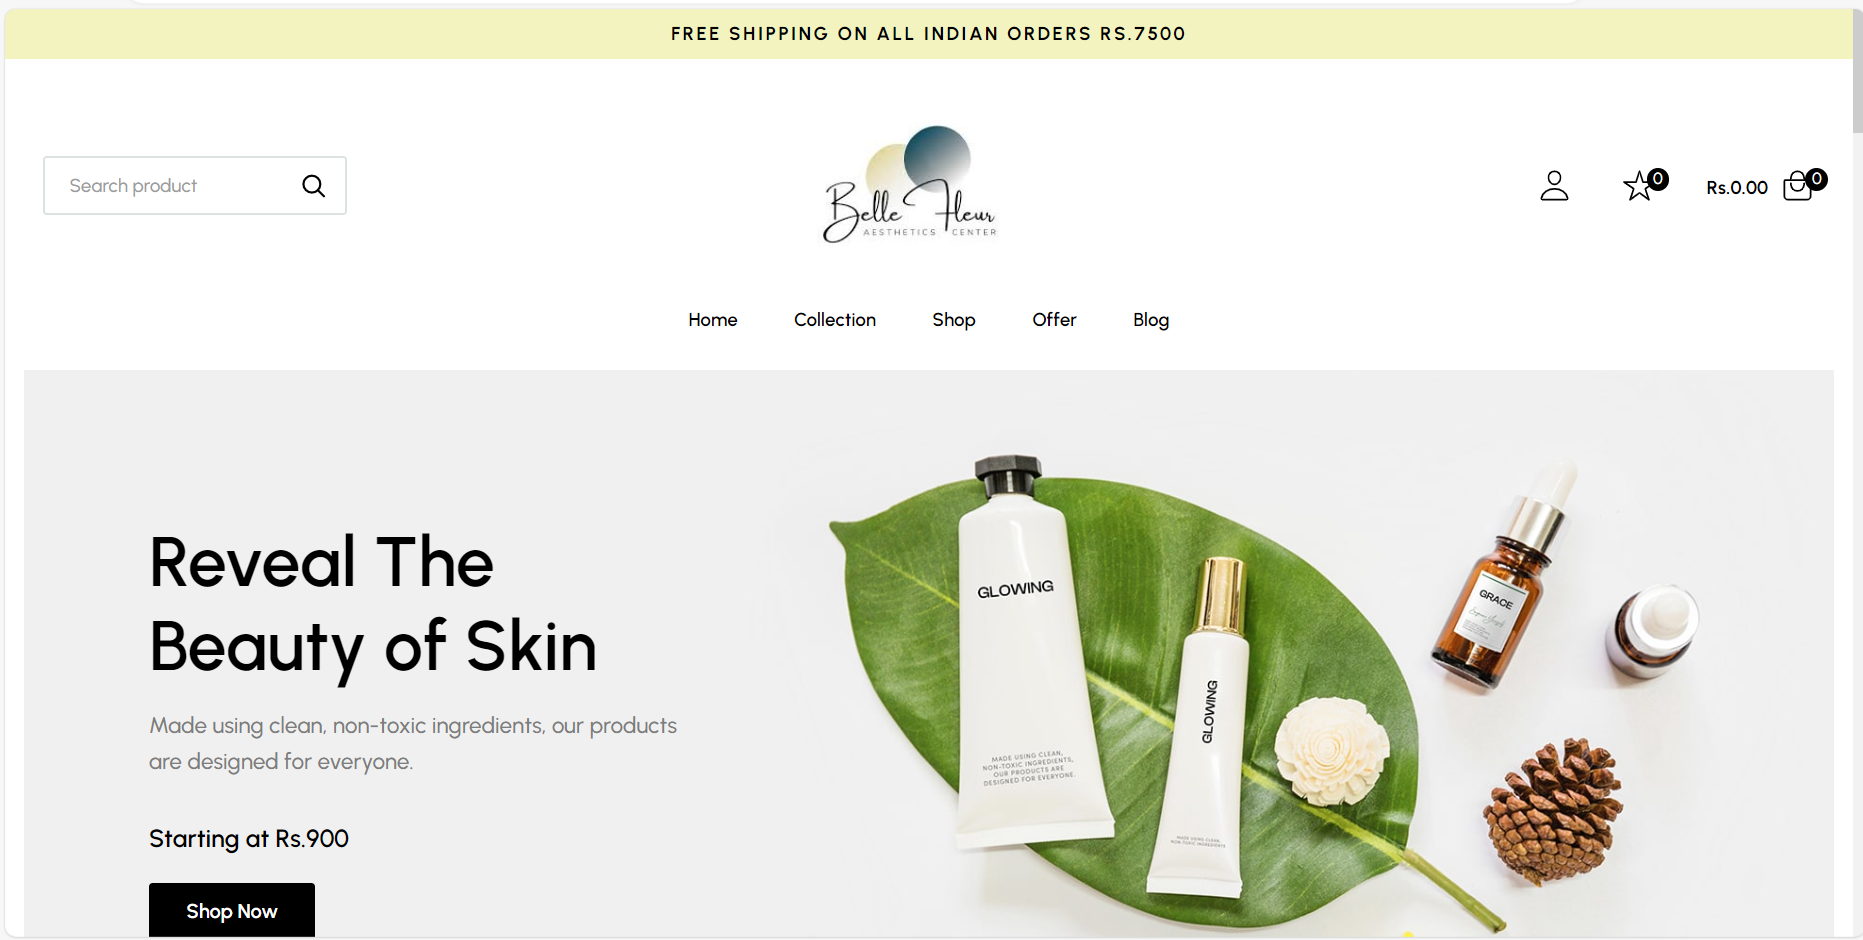 FREE SHIPPING ON ALL INDIAN ORDERS RS.7500
Search product
Belle Fleur
AESTHETICS CENTER
0
Rs.0.00
0
Home
Collection
Shop
Offer
Blog
Reveal The
Beauty of Skin
Made using clean, non-toxic ingredients, our products
are designed for everyone.
Starting at Rs.900
Shop Now
GLOWING
MADE USING CLEAN,
NON-TOXIC INGREDIENTS,
OUR PRODUCTS ARE
DESIGNED FOR EVERYONE.
GLOWING
MADE USING CLEAN,
NON-TOXIC INGREDIENTS
GRACE